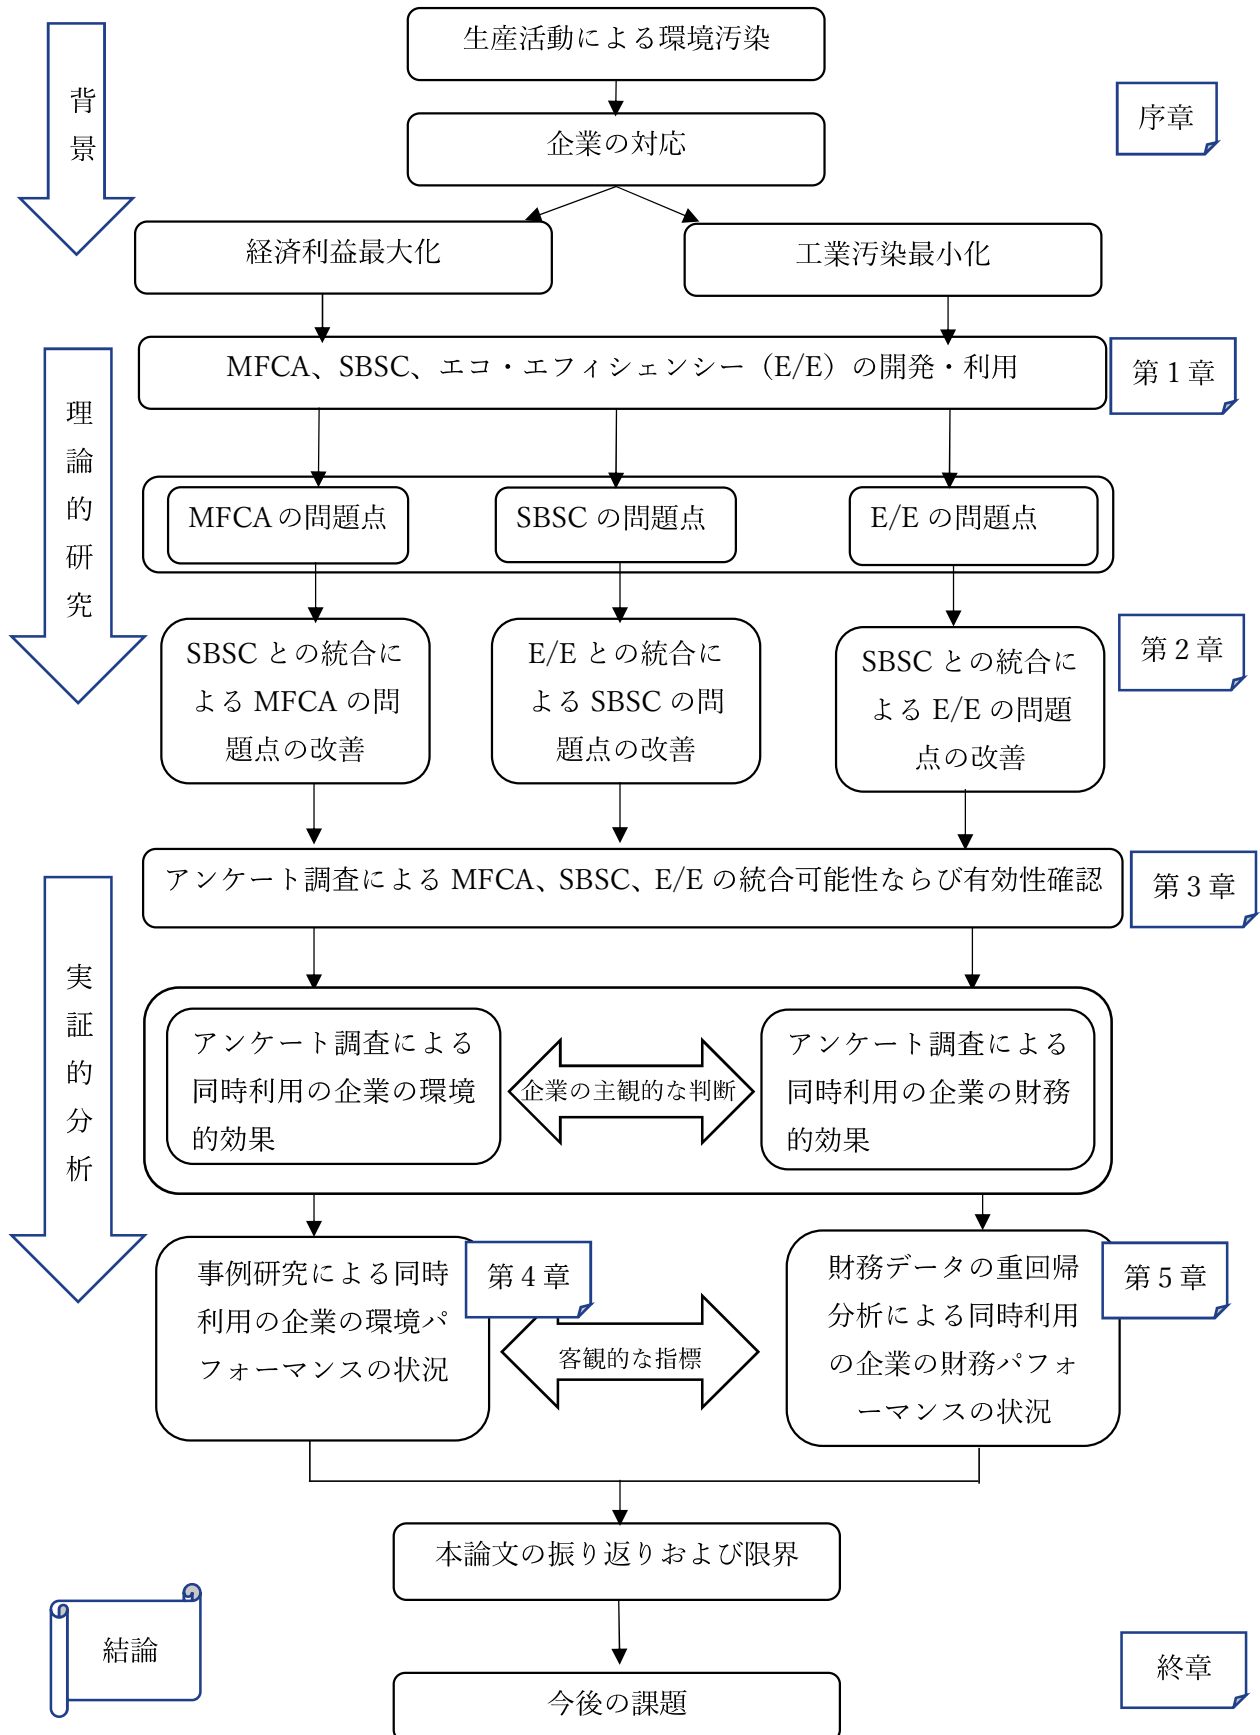 生産活動による環境汚染
背
景
序章
企業の対応
経済利益最大化
工業汚染最小化
MFCA、SBSC、エコ・エフィシェンシー（E/E）の開発・利用
第 1 章
理
論
的
研
究
MFCA の問題点
SBSC の問題点
E/E の問題点
SBSC との統合に
よる MFCA の問
題点の改善
E/E との統合に
よる SBSC の問
題点の改善
SBSC との統合に
よる E/E の問題
点の改善
第 2 章
アンケート調査による MFCA、SBSC、E/E の統合可能性ならび有効性確認
第 3 章
実
証
的
分
析
アンケート調査による
同時利用の企業の環境
的効果
企業の主観的な判断
アンケート調査による
同時利用の企業の財務
的効果
事例研究による同時
利用の企業の環境パ
フォーマンスの状況
第 4 章
客観的な指標
財務データの重回帰
分析による同時利用
の企業の財務パフォ
ーマンスの状況
第 5 章
本論文の振り返りおよび限界
結論
終章
今後の課題